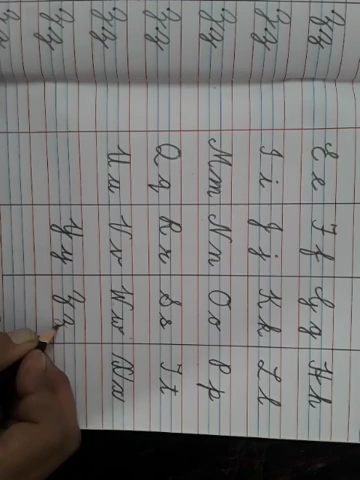 Ee Ff Gg Hh
Ii Jj Kk Ll
Mm Nn Oo Pp
Qq Rr Ss Tt
Uu Vv Ww Xx
Yy Zz